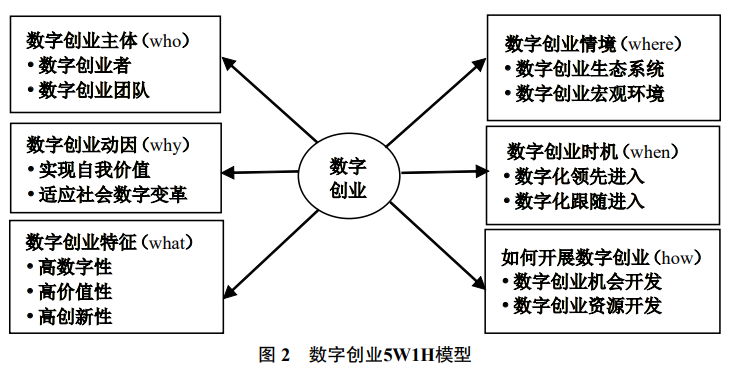 数字创业主体(who)
• 数字创业者
• 数字创业团队
数字创业动因(why)
• 实现自我价值
• 适应社会数字变革
数字创业特征(what)
• 高数字性
• 高价值性
• 高创新性
数字
创业
数字创业情境(where)
• 数字创业生态系统
• 数字创业宏观环境
数字创业时机(when)
• 数字化领先进入
• 数字化跟随进入
如何开展数字创业(how)
• 数字创业机会开发
• 数字创业资源开发
图 2 数字创业5W1H模型